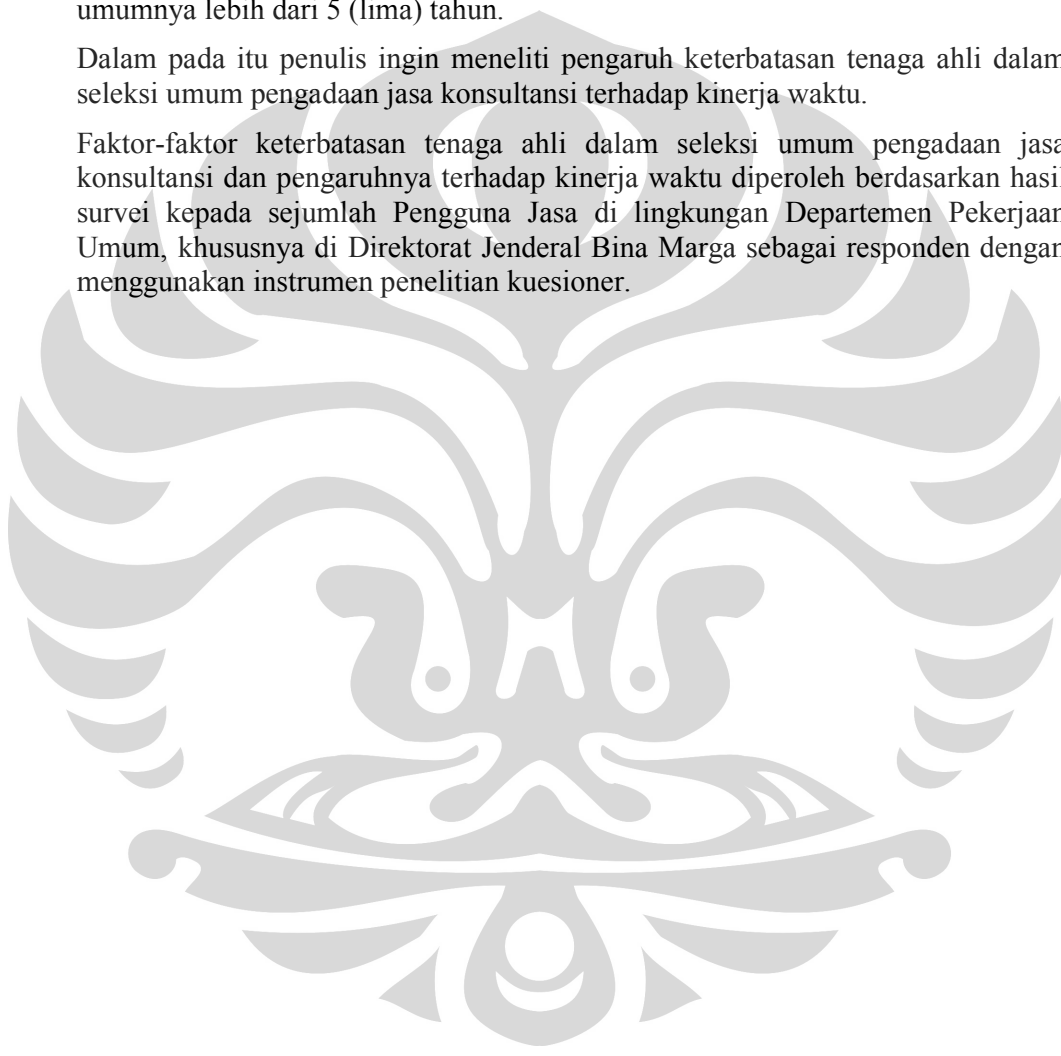 umumnya lebih dari 5 (lima) tahun.
Dalam pada itu penulis ingin meneliti pengaruh keterbatasan tenaga ahli dalam
seleksi umum pengadaan jasa konsultansi terhadap kinerja waktu.
Faktor-faktor keterbatasan tenaga ahli dalam seleksi umum pengadaan jasa
konsultansi dan pengaruhnya terhadap kinerja waktu diperoleh berdasarkan hasil
survei kepada sejumlah Pengguna Jasa di lingkungan Departemen Pekerjaan
Umum, khususnya di Direktorat Jenderal Bina Marga sebagai responden dengan
menggunakan instrumen penelitian kuesioner.